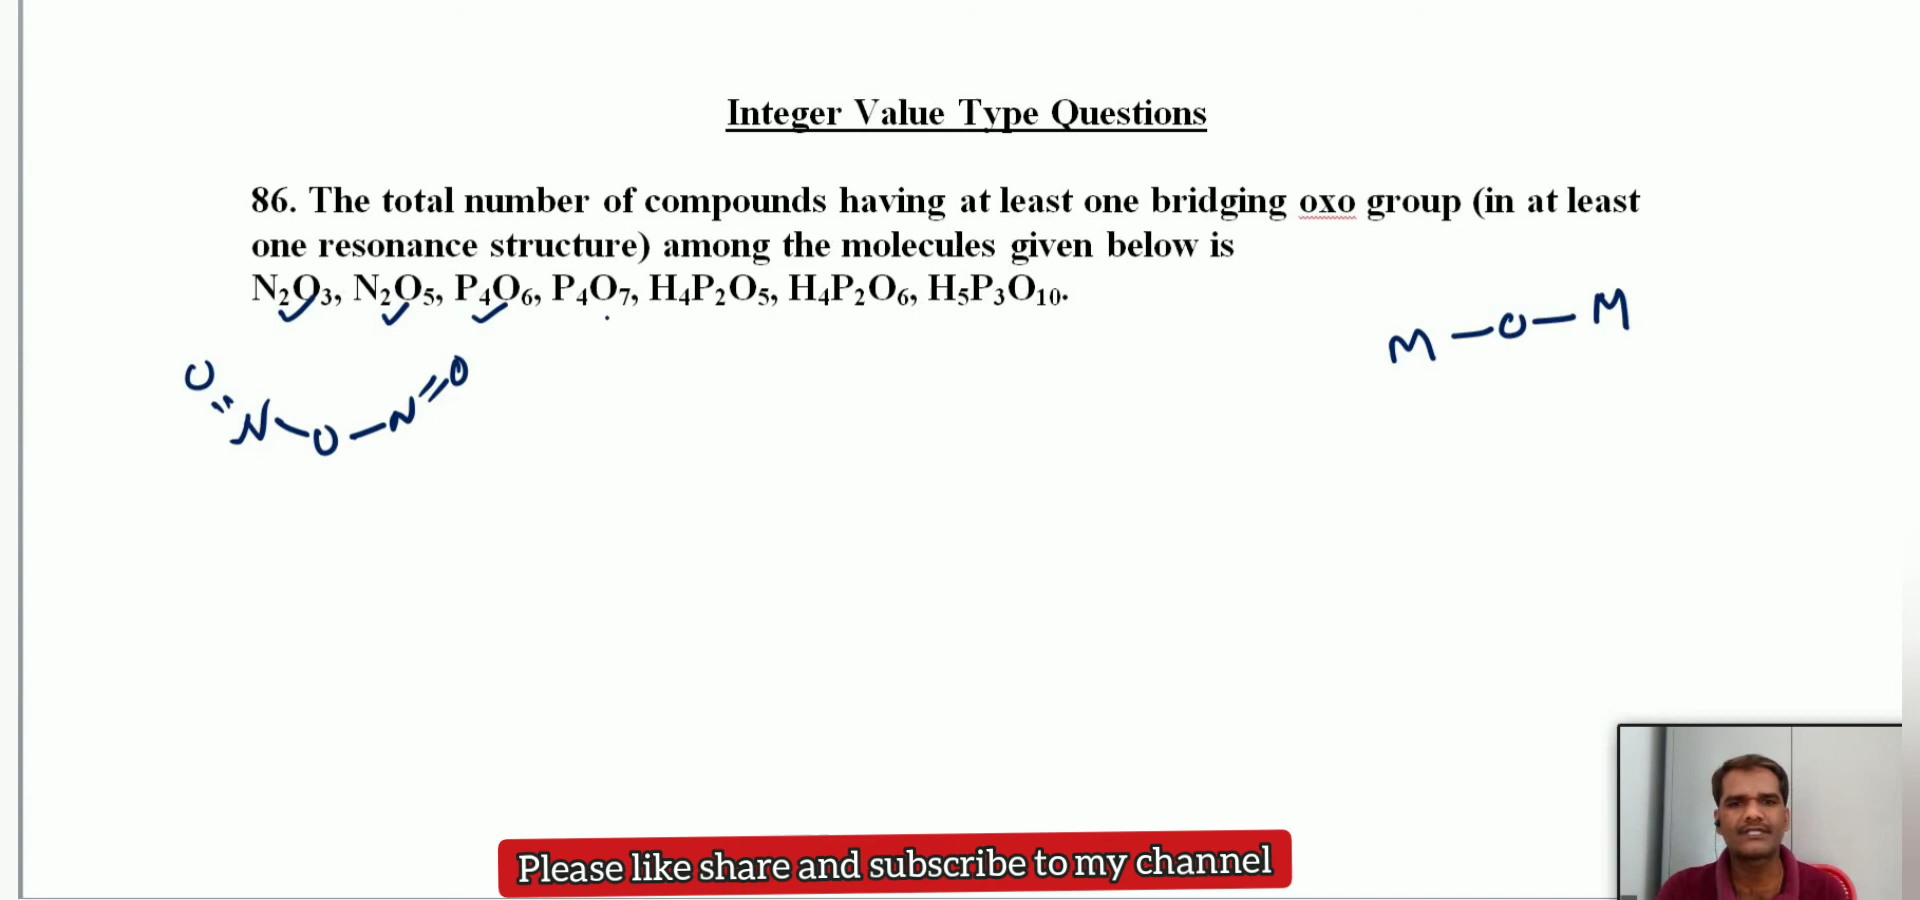 Integer Value Type Questions
86. The total number of compounds having at least one bridging oxo group (in at least
one resonance structure) among the molecules given below is
N₂O₃, N₂O₅, P₄O₆, P₄O₇, H₄P₂O₅, H₄P₂O₆, H₅P₃O₁₀.
M — O — M
O = N — O — N = O
Please like share and subscribe to my channel